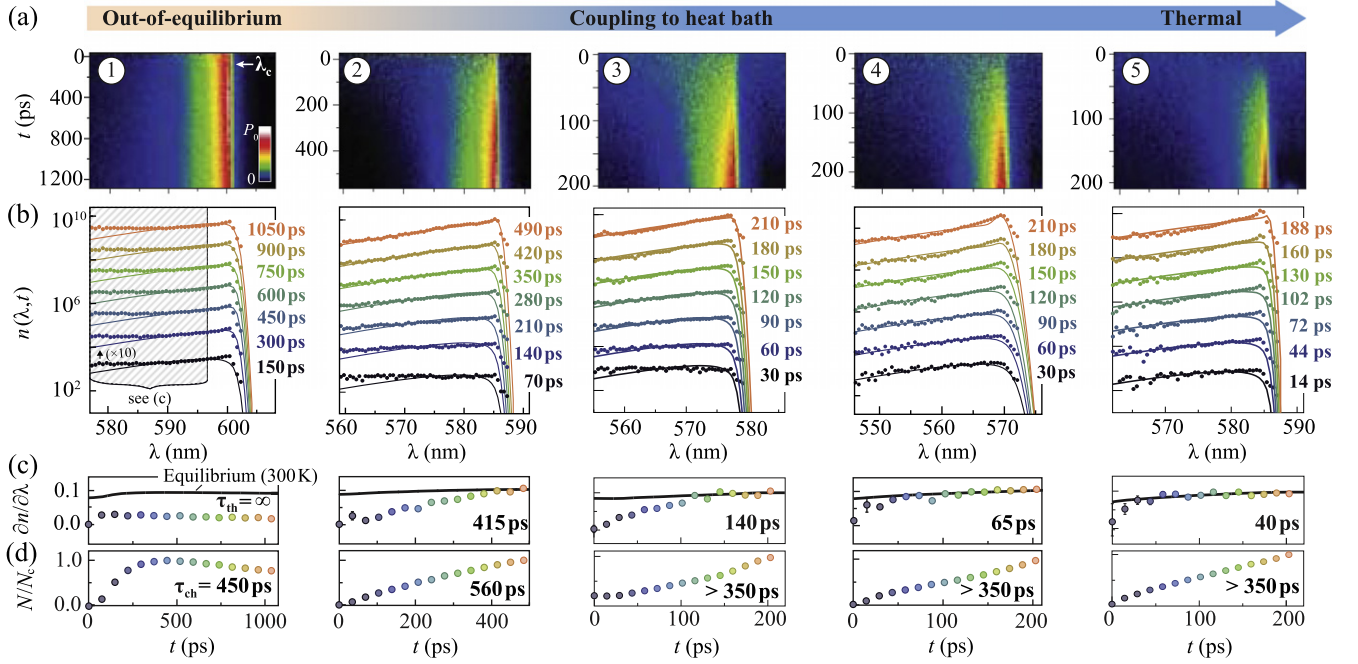 (a)
Out-of-equilibrium Coupling to heat bath Thermal
t (ps)
0 400 800 1200
1
λc
P0
0
0 200 400
2
0 50 100 150 200
3
0 50 100 150 200
4
0 50 100 150 200
5
(b)
n (λ,t)
10^10
10^6
10^2
1050 ps
900 ps
750 ps
600 ps
450 ps
300 ps
150 ps
(×10)
see (c)
580 590 600
λ (nm)
490 ps
420 ps
350 ps
280 ps
210 ps
140 ps
70 ps
560 570 580 590
λ (nm)
210 ps
180 ps
150 ps
120 ps
90 ps
60 ps
30 ps
560 570 580
λ (nm)
210 ps
180 ps
150 ps
120 ps
90 ps
60 ps
30 ps
550 560 570
λ (nm)
188 ps
160 ps
130 ps
102 ps
72 ps
44 ps
14 ps
570 580 590
λ (nm)
(c)
∂n/∂λ
0.1
0.0
Equilibrium (300 K)
τth = ∞
415 ps
140 ps
65 ps
40 ps
(d)
N/Nc
1.0
0.0
τch = 450 ps
560 ps
> 350 ps
> 350 ps
> 350 ps
0 500 1000
t (ps)
0 200 400
t (ps)
0 100 200
t (ps)
0 100 200
t (ps)
0 100 200
t (ps)